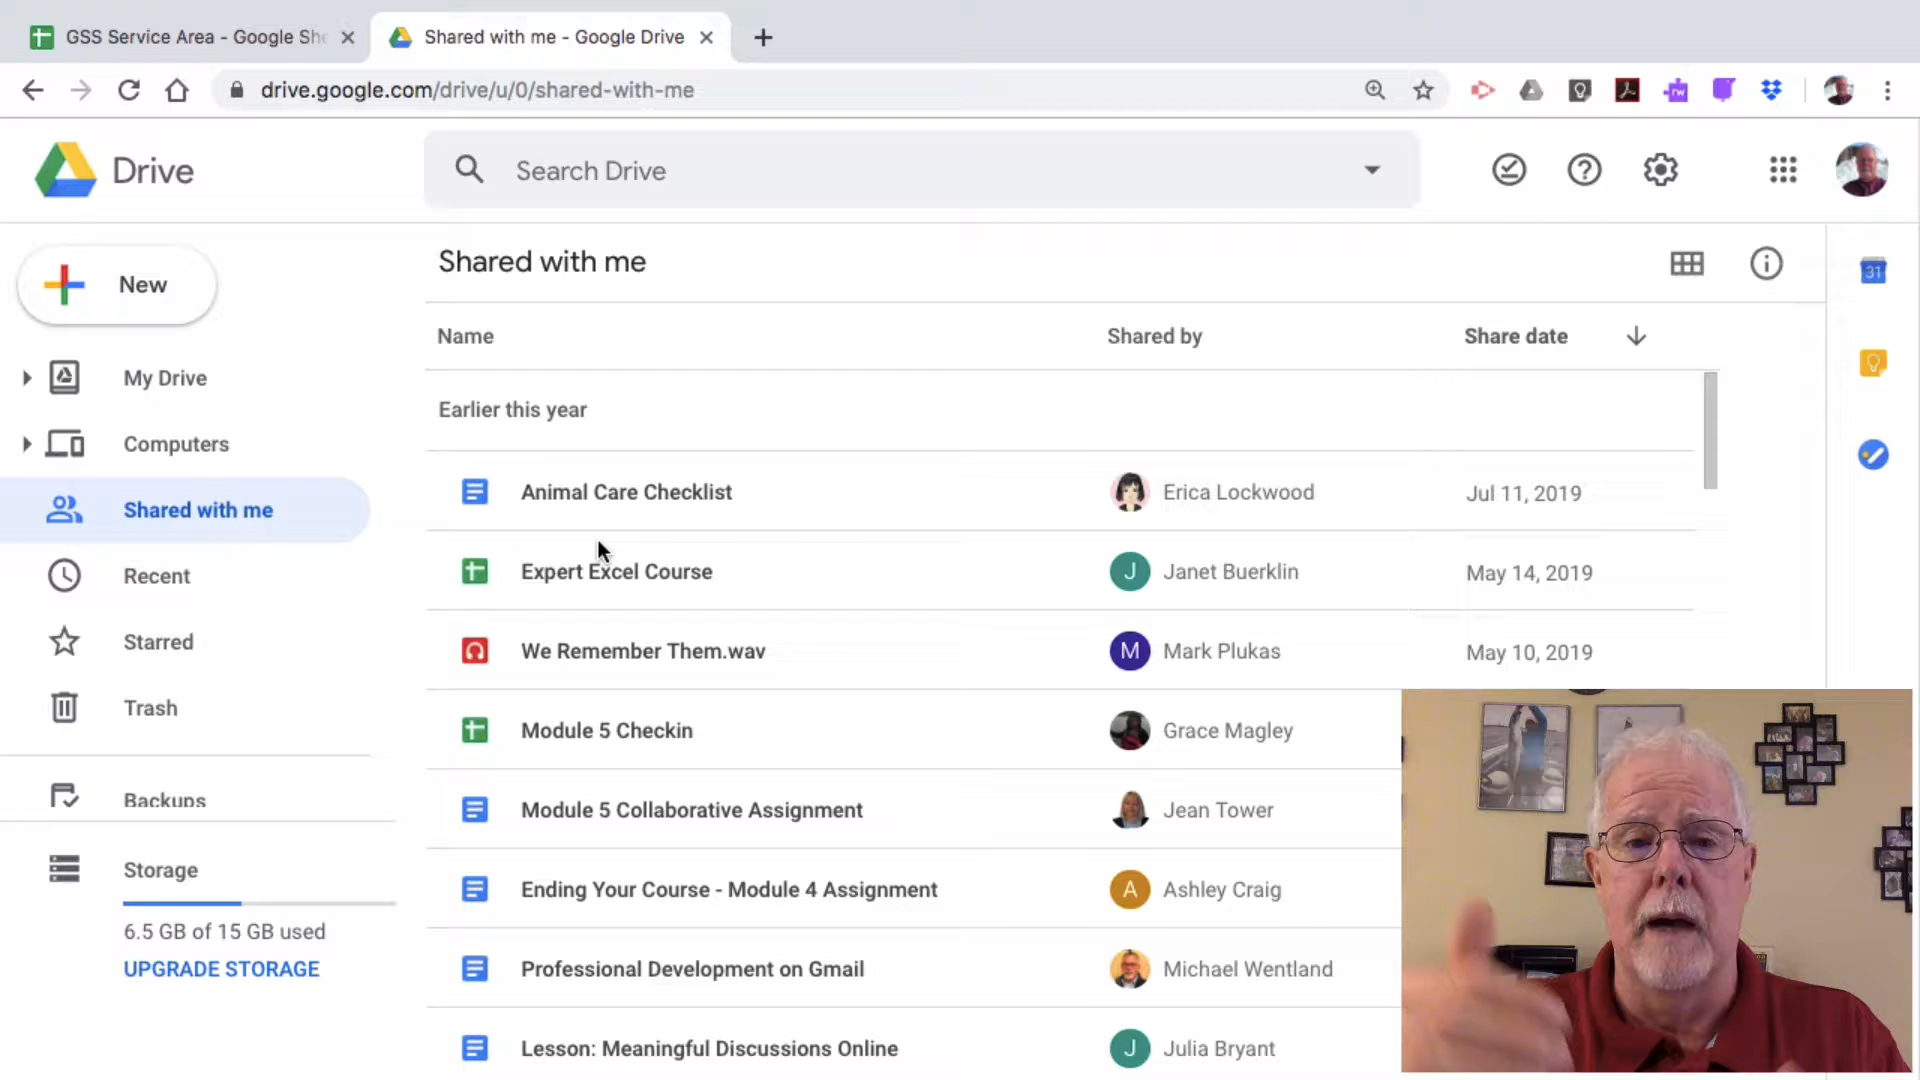 GSS Service Area - Google She
Shared with me - Google Drive
drive.google.com/drive/u/0/shared-with-me
rw
Drive
Search Drive
New
Shared with me
31
Name Shared by Share date
My Drive
Earlier this year
Computers
Animal Care Checklist Erica Lockwood Jul 11, 2019
Shared with me
Expert Excel Course J Janet Buerklin May 14, 2019
Recent
We Remember Them.wav M Mark Plukas May 10, 2019
Starred
Trash
Module 5 Checkin Grace Magley
Backups
Module 5 Collaborative Assignment Jean Tower
Storage
Ending Your Course - Module 4 Assignment A Ashley Craig
6.5 GB of 15 GB used
UPGRADE STORAGE
Professional Development on Gmail Michael Wentland
Lesson: Meaningful Discussions Online J Julia Bryant